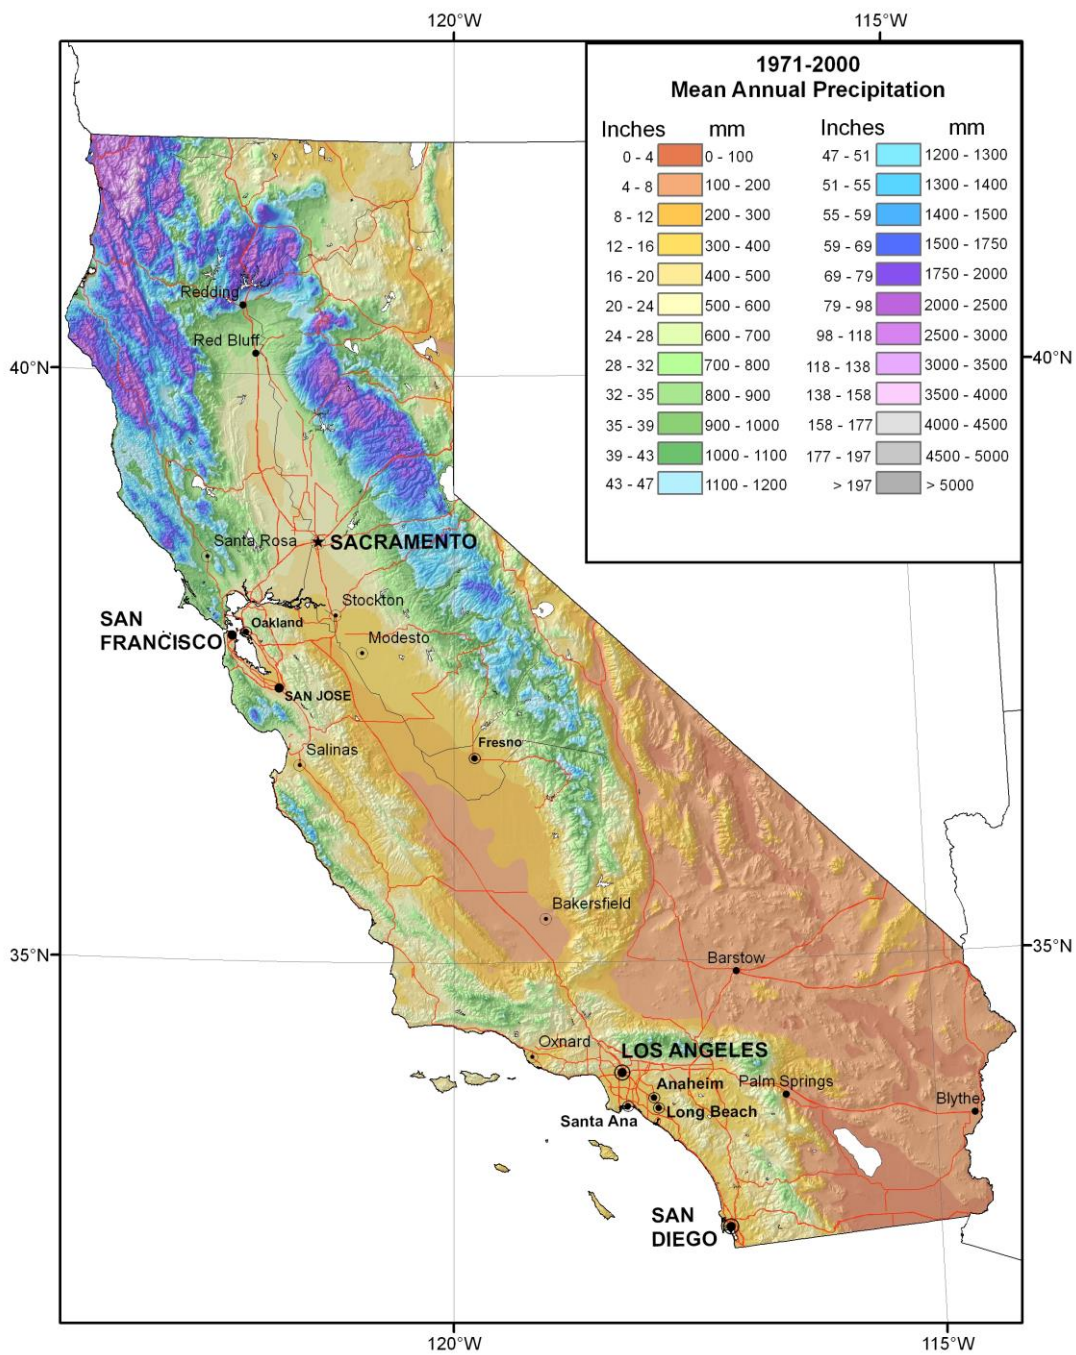 120°W 115°W
1971-2000
Mean Annual Precipitation
Inches mm Inches mm
0 - 4 0 - 100 47 - 51 1200 - 1300
4 - 8 100 - 200 51 - 55 1300 - 1400
8 - 12 200 - 300 55 - 59 1400 - 1500
12 - 16 300 - 400 59 - 69 1500 - 1750
16 - 20 400 - 500 69 - 79 1750 - 2000
20 - 24 500 - 600 79 - 98 2000 - 2500
24 - 28 600 - 700 98 - 118 2500 - 3000
28 - 32 700 - 800 118 - 138 3000 - 3500
32 - 35 800 - 900 138 - 158 3500 - 4000
35 - 39 900 - 1000 158 - 177 4000 - 4500
39 - 43 1000 - 1100 177 - 197 4500 - 5000
43 - 47 1100 - 1200 > 197 > 5000
Redding
Red Bluff
40°N 40°N
Santa Rosa
SACRAMENTO
Stockton
SAN
FRANCISCO
Oakland
Modesto
SAN JOSE
Salinas
Fresno
Bakersfield
35°N 35°N
Barstow
Oxnard
LOS ANGELES
Anaheim
Palm Springs
Blythe
Santa Ana
Long Beach
SAN
DIEGO
120°W 115°W